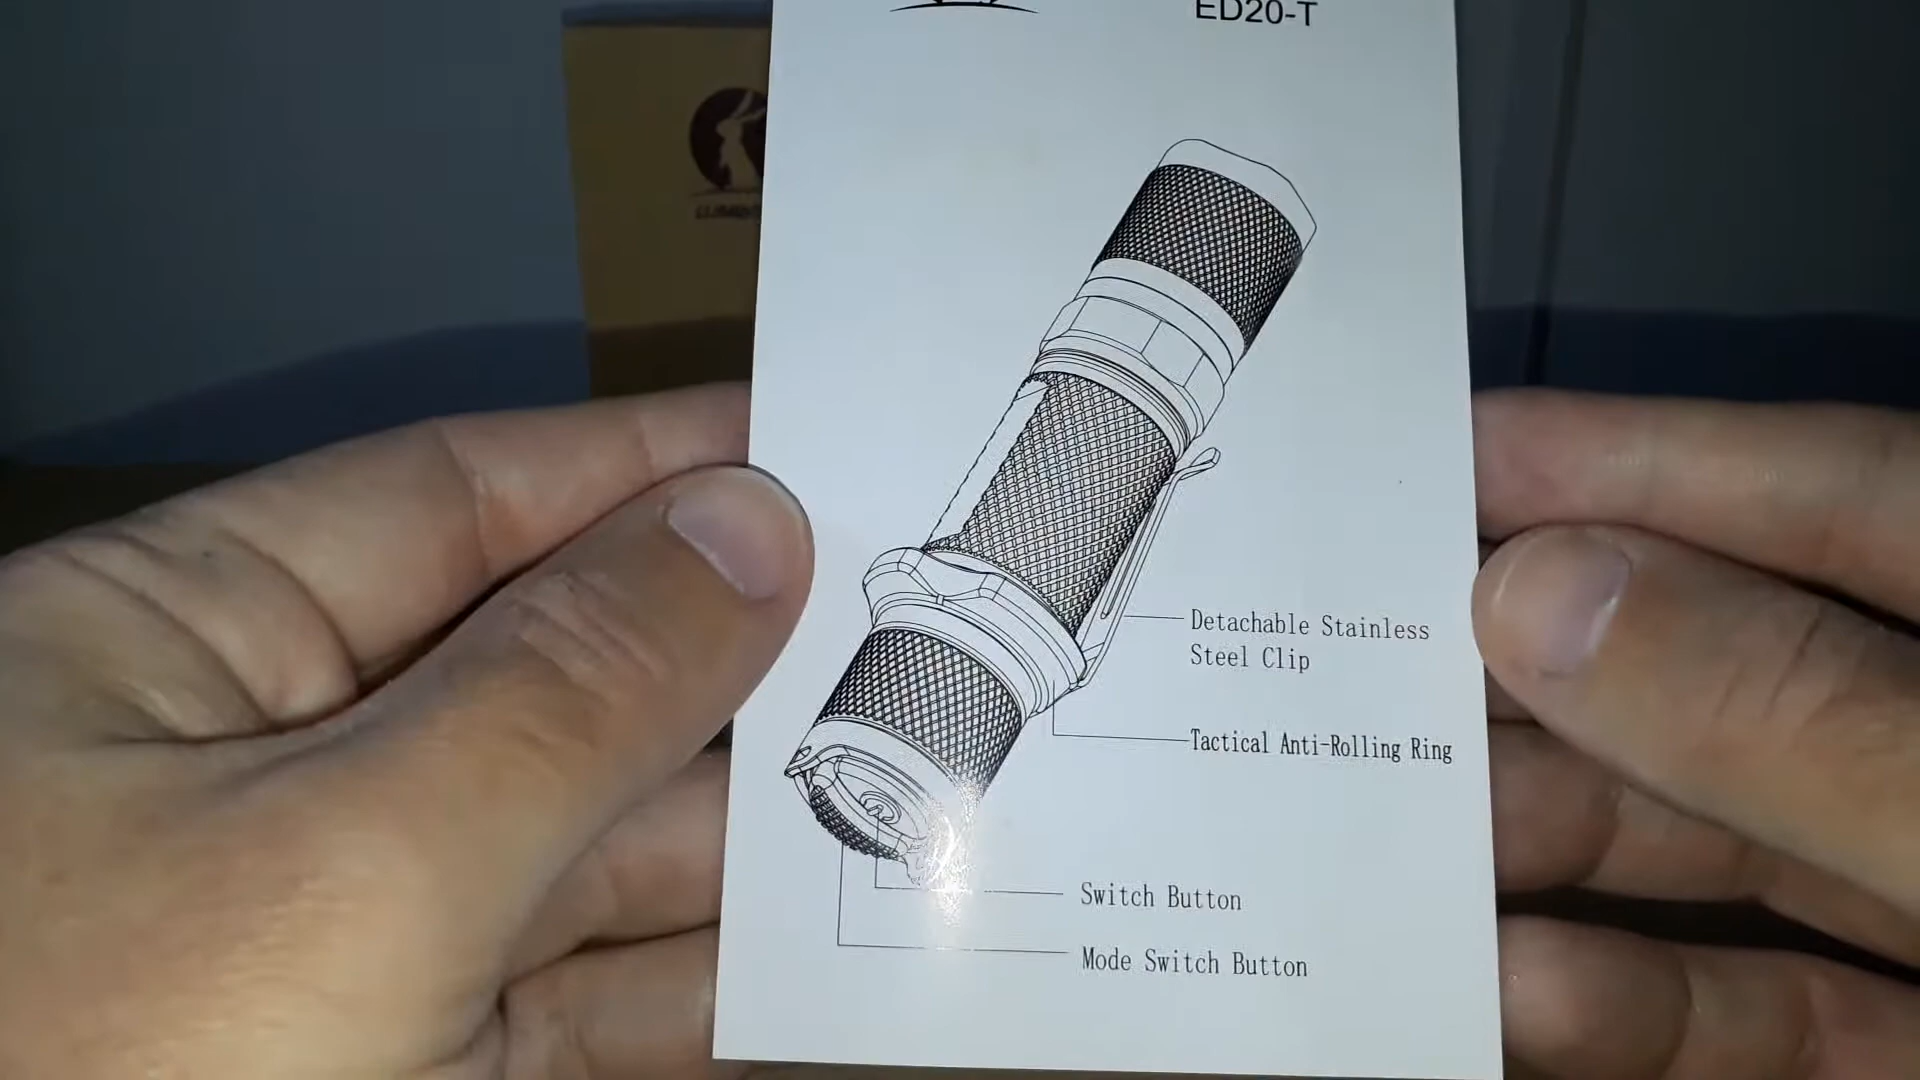 ED20-T
Detachable Stainless
Steel Clip
Tactical Anti-Rolling Ring
Switch Button
Mode Switch Button